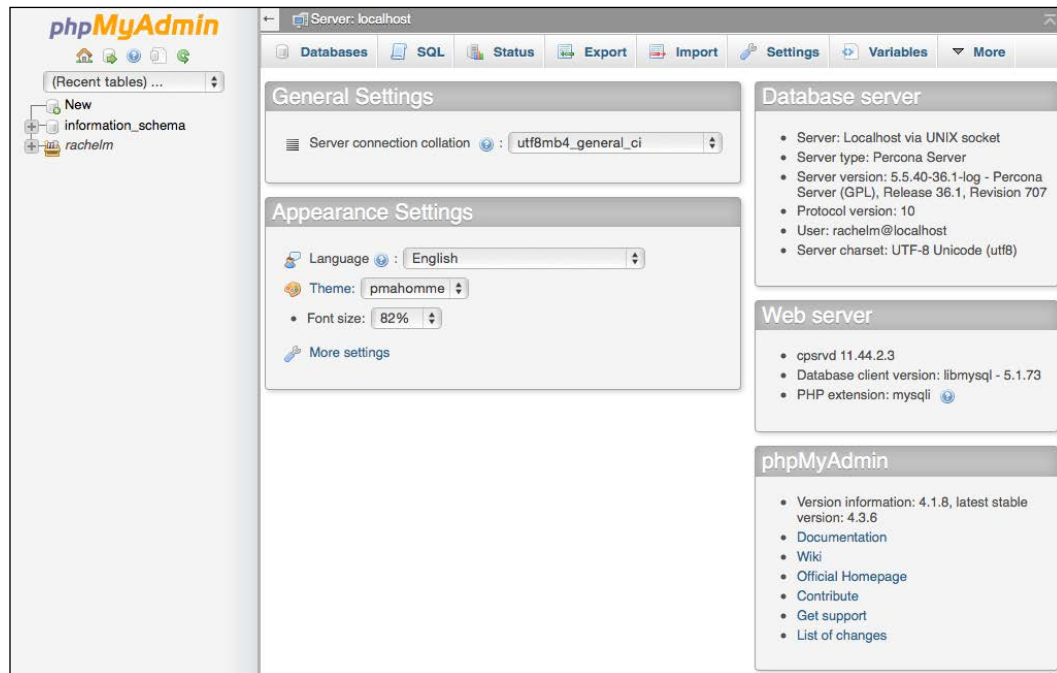 phpMyAdmin
(Recent tables) ...
New
information_schema
rachelm
Server: localhost
Databases
SQL
Status
Export
Import
Settings
Variables
More
General Settings
Server connection collation : utf8mb4_general_ci
Appearance Settings
Language : English
Theme: pmahomme
• Font size: 82%
More settings
Database server
• Server: Localhost via UNIX socket
• Server type: Percona Server
• Server version: 5.5.40-36.1-log - Percona
Server (GPL), Release 36.1, Revision 707
• Protocol version: 10
• User: rachelm@localhost
• Server charset: UTF-8 Unicode (utf8)
Web server
• cpsrvd 11.44.2.3
• Database client version: libmysql - 5.1.73
• PHP extension: mysqli
phpMyAdmin
• Version information: 4.1.8, latest stable
version: 4.3.6
• Documentation
• Wiki
• Official Homepage
• Contribute
• Get support
• List of changes